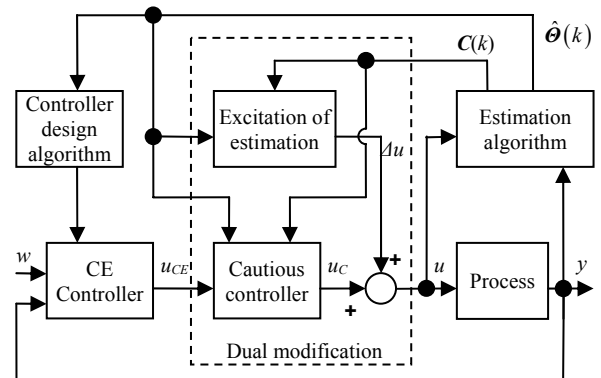 C(k)
Θ̂(k)
Controller
design
algorithm
Excitation of
estimation
Estimation
algorithm
Δu
w
CE
Controller
u_CE
Cautious
controller
u_C
+
+
u
Process
y
Dual modification